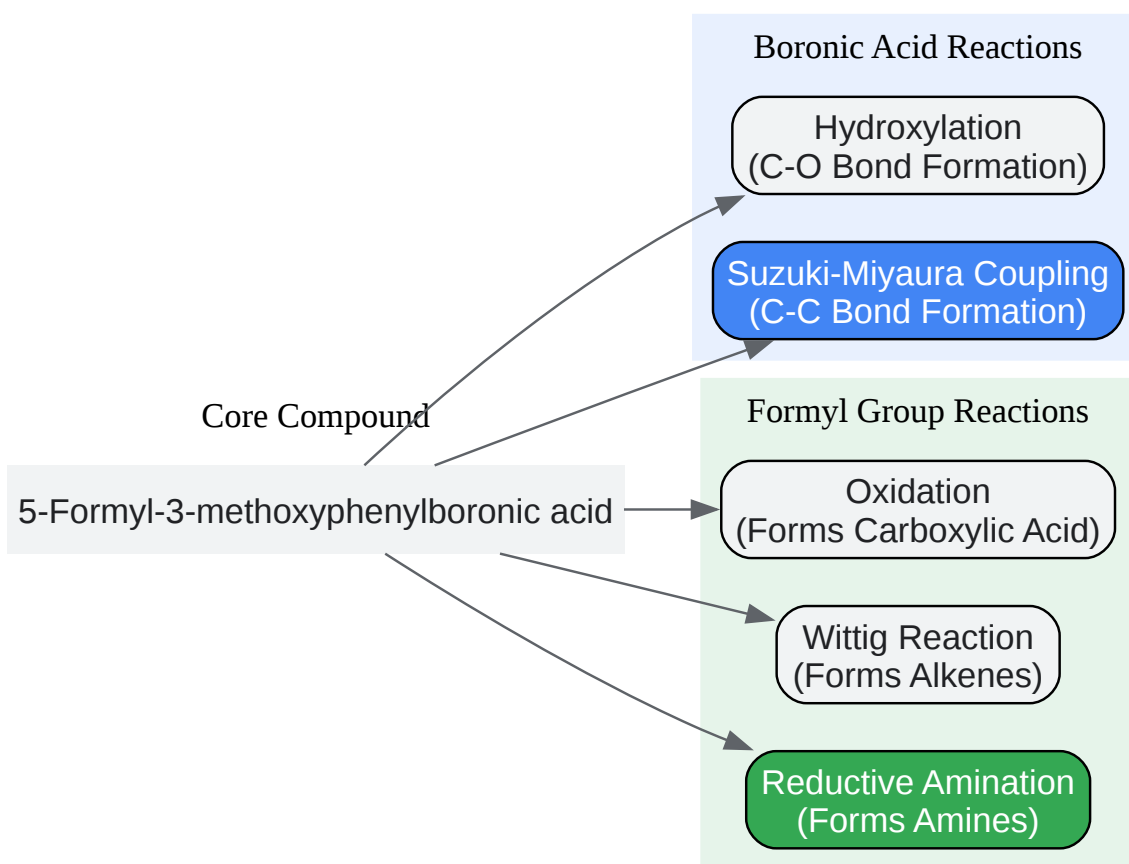 Boronic Acid Reactions
Hydroxylation
(C-O Bond Formation)
Suzuki-Miyaura Coupling
(C-C Bond Formation)
Core Compound
5-Formyl-3-methoxyphenylboronic acid
Formyl Group Reactions
Oxidation
(Forms Carboxylic Acid)
Wittig Reaction
(Forms Alkenes)
Reductive Amination
(Forms Amines)